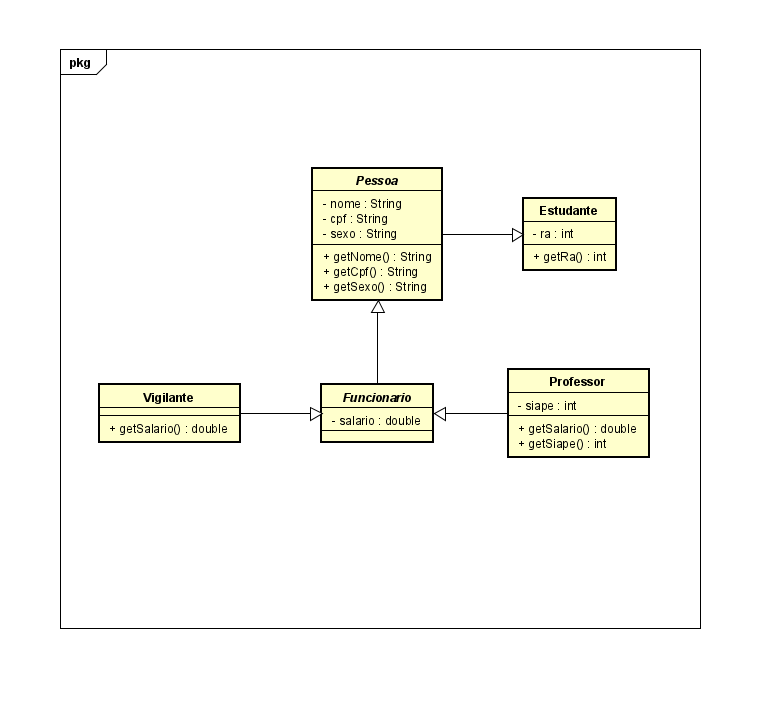 pkg
Pessoa
- nome : String
- cpf : String
- sexo : String
+ getNome() : String
+ getCpf() : String
+ getSexo() : String
Estudante
- ra : int
+ getRa() : int
Vigilante
+ getSalario() : double
Funcionario
- salario : double
Professor
- siape : int
+ getSalario() : double
+ getSiape() : int